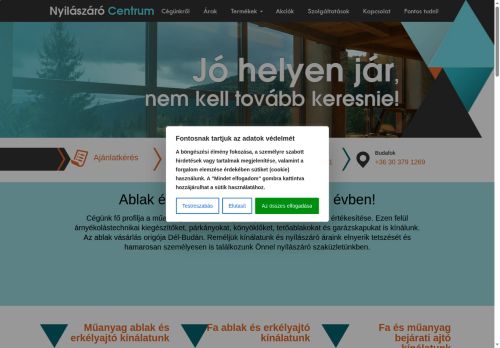 Nyilászáró Centrum
Cégünkről Árak Termékek Akciók Szolgáltatások Kapcsolat Fontos tudni!
Jó helyen jár,
nem kell tovább keresnie!
Ajánlatkérés
Budafok
+36 30 379 1269
Fontosnak tartjuk az adatok védelmét
A böngészési élmény fokozása, a személyre szabott
hirdetések vagy tartalmak megjelenítése, valamint a
forgalom elemzése érdekében sütiket (cookie)
használunk. A "Mindet elfogadom" gombra kattintva
hozzájárulhat a sütik használatához.
Testreszabás Elutasít Az összes elfogadása
Ablak és évben!
Cégünk fő profilja a műa értékesítése. Ezen felül
árnyékolástechnikai kiegészítőket, párkányokat, könyöklőket, tetőablakokat és garázskapukat is kínálunk.
Az ablak vásárlás origója Dél-Budán. Reméljük kínálatunk és nyílászáró áraink elnyerik tetszését és
hamarosan személyesen is találkozunk Önnel nyílászáró szaküzletünkben.
Műanyag ablak és
erkélyajtó kínálatunk
Fa ablak és erkélyajtó
kínálatunk
Fa és műanyag
bejárati ajtó
kínálatunk